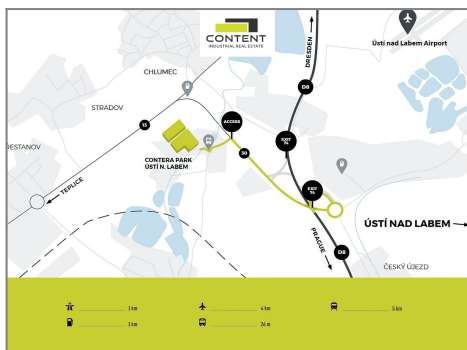 CONTENT
INDUSTRIAL REAL ESTATE
DRESDEN
Ústí nad Labem Airport
CHLUMEC
D8
STRADOV
13
ACCESS
EXIT
74
ŘESTANOV
CONTERA PARK
ÚSTÍ N. LABEM
30
TEPLICE
EXIT
74
ÚSTÍ NAD LABEM
PRAGUE
D8
ČESKÝ ÚJEZD
3 km
4 km
5 km
3 km
24 m